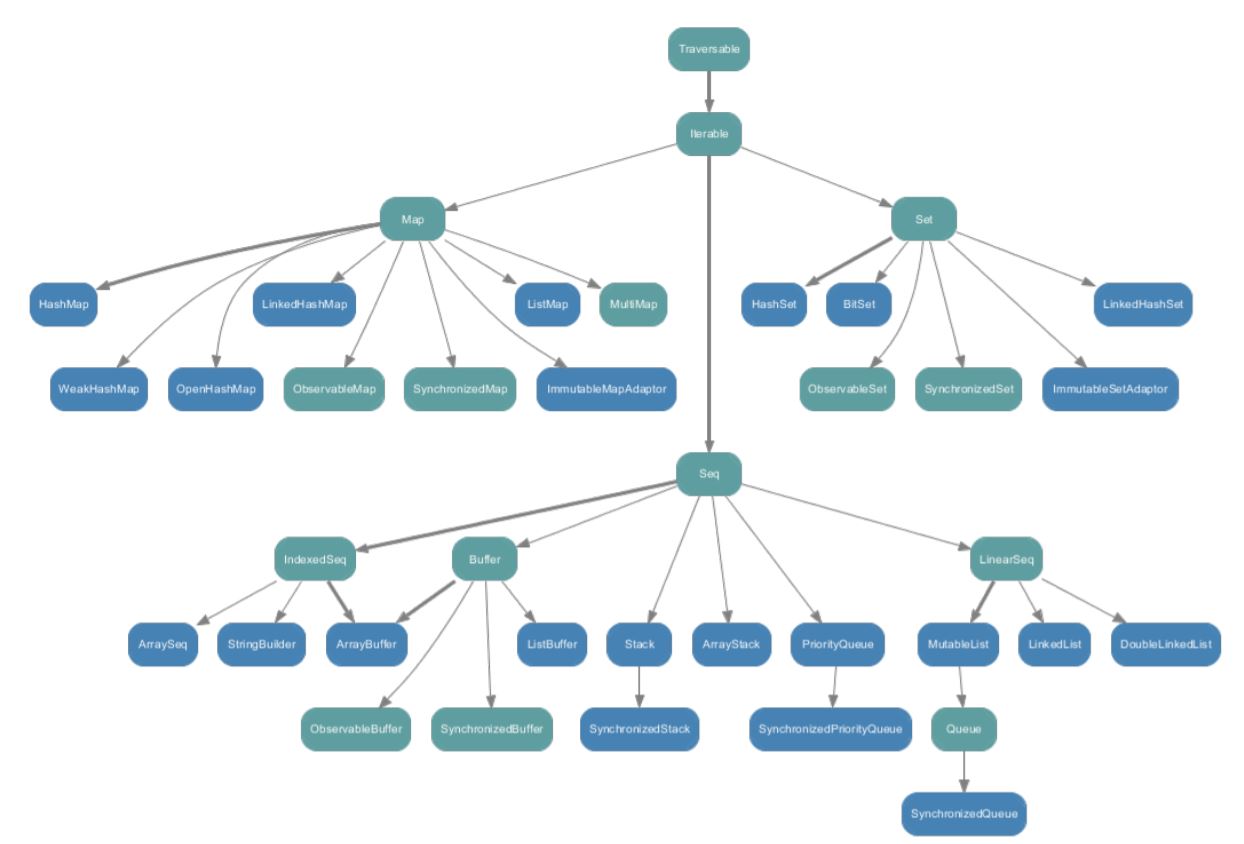 Traversable
Iterable
Map
Set
HashMap
LinkedHashMap
ListMap
MultiMap
HashSet
BitSet
LinkedHashSet
WeakHashMap
OpenHashMap
ObservableMap
SynchronizedMap
ImmutableMapAdaptor
ObservableSet
SynchronizedSet
ImmutableSetAdaptor
Seq
IndexedSeq
Buffer
LinearSeq
ArraySeq
StringBuilder
ArrayBuffer
ListBuffer
Stack
ArrayStack
PriorityQueue
MutableList
LinkedList
DoubleLinkedList
ObservableBuffer
SynchronizedBuffer
SynchronizedStack
SynchronizedPriorityQueue
Queue
SynchronizedQueue